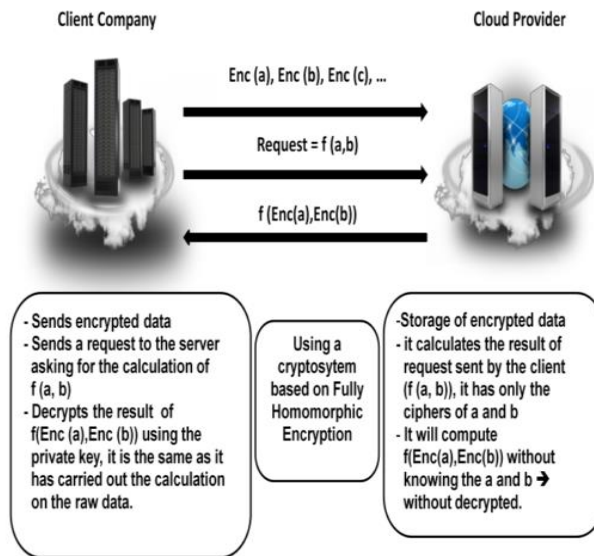 Client Company
Cloud Provider
Enc (a), Enc (b), Enc (c), ...
Request = f (a,b)
f (Enc(a),Enc(b))
- Sends encrypted data
- Sends a request to the server
asking for the calculation of
f (a, b)
- Decrypts the result of
f(Enc (a),Enc (b)) using the
private key, it is the same as it
has carried out the calculation
on the raw data.
Using a
cryptosytem
based on Fully
Homomorphic
Encryption
-Storage of encrypted data
- it calculates the result of
request sent by the client
(f (a, b)), it has only the
ciphers of a and b
- It will compute
f(Enc(a),Enc(b)) without
knowing the a and b ➔
without decrypted.